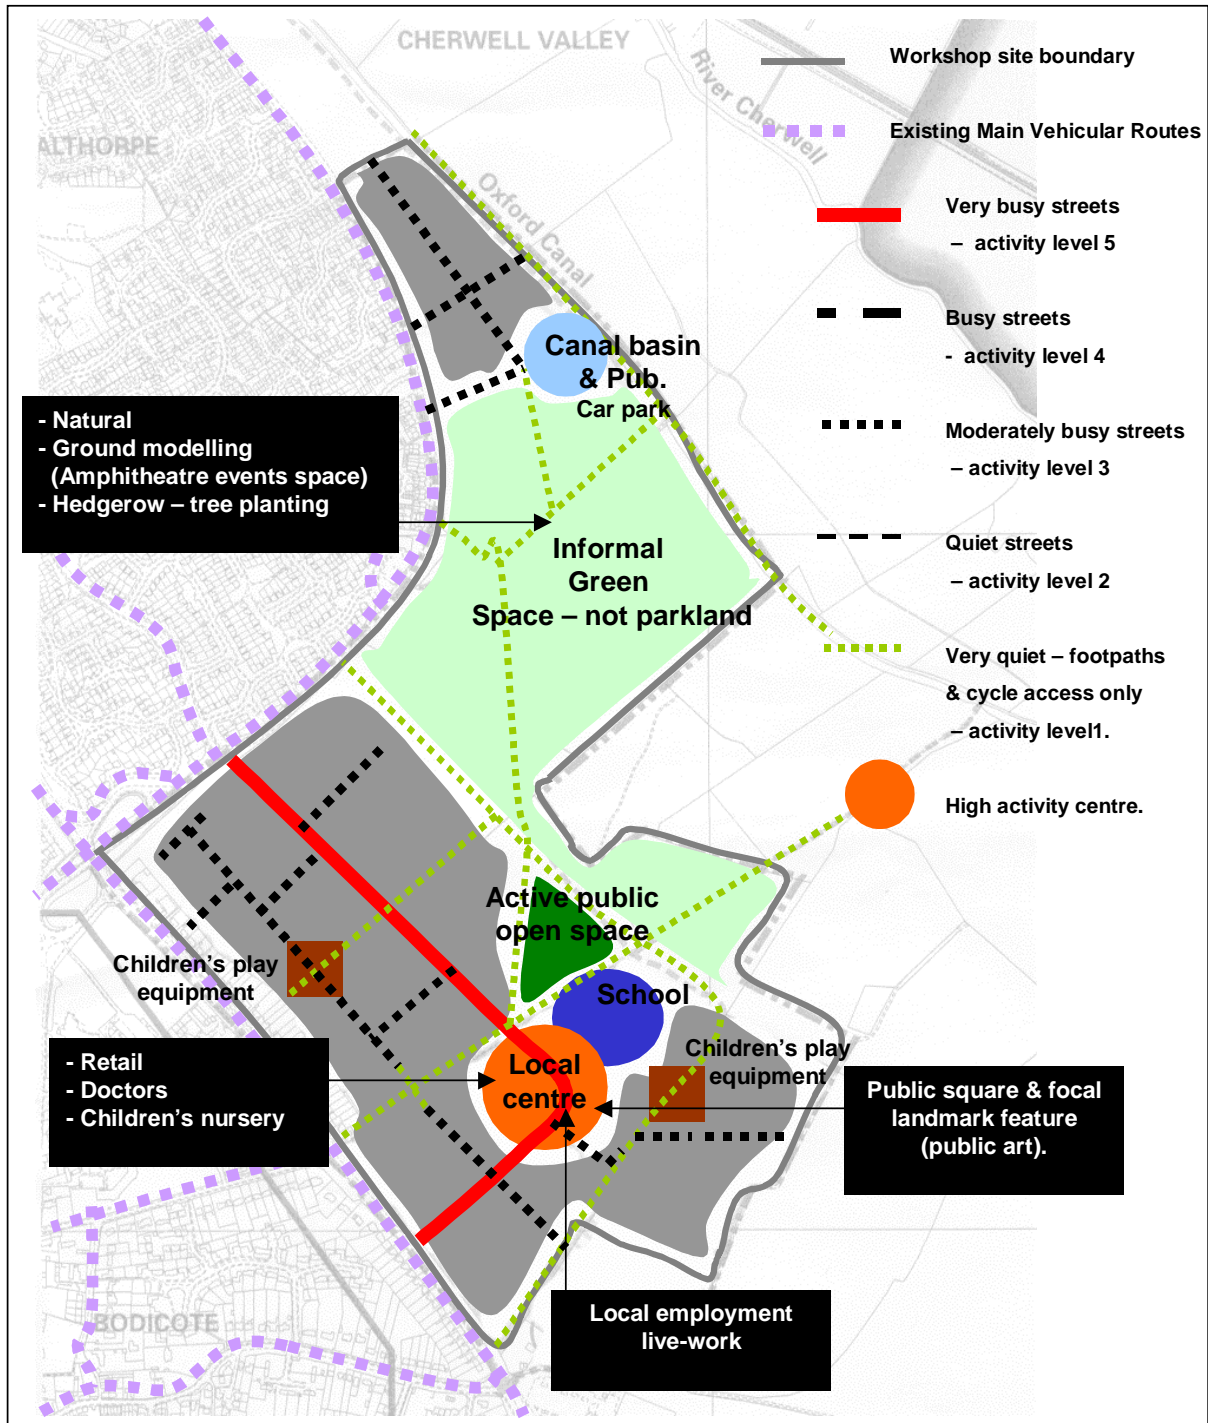 CHERWELL VALLEY
River Cherwell
ALTHORPE
Oxford Canal
Workshop site boundary
Existing Main Vehicular Routes
Very busy streets
– activity level 5
Busy streets
- activity level 4
Moderately busy streets
– activity level 3
Quiet streets
– activity level 2
Very quiet – footpaths
& cycle access only
– activity level1.
High activity centre.
Canal basin
& Pub.
Car park
- Natural
- Ground modelling
(Amphitheatre events space)
- Hedgerow – tree planting
Informal
Green
Space – not parkland
Active public
open space
Children's play
equipment
School
Children's play
equipment
Local
centre
- Retail
- Doctors
- Children's nursery
Public square & focal
landmark feature
(public art).
Local employment
live-work
BODICOTE